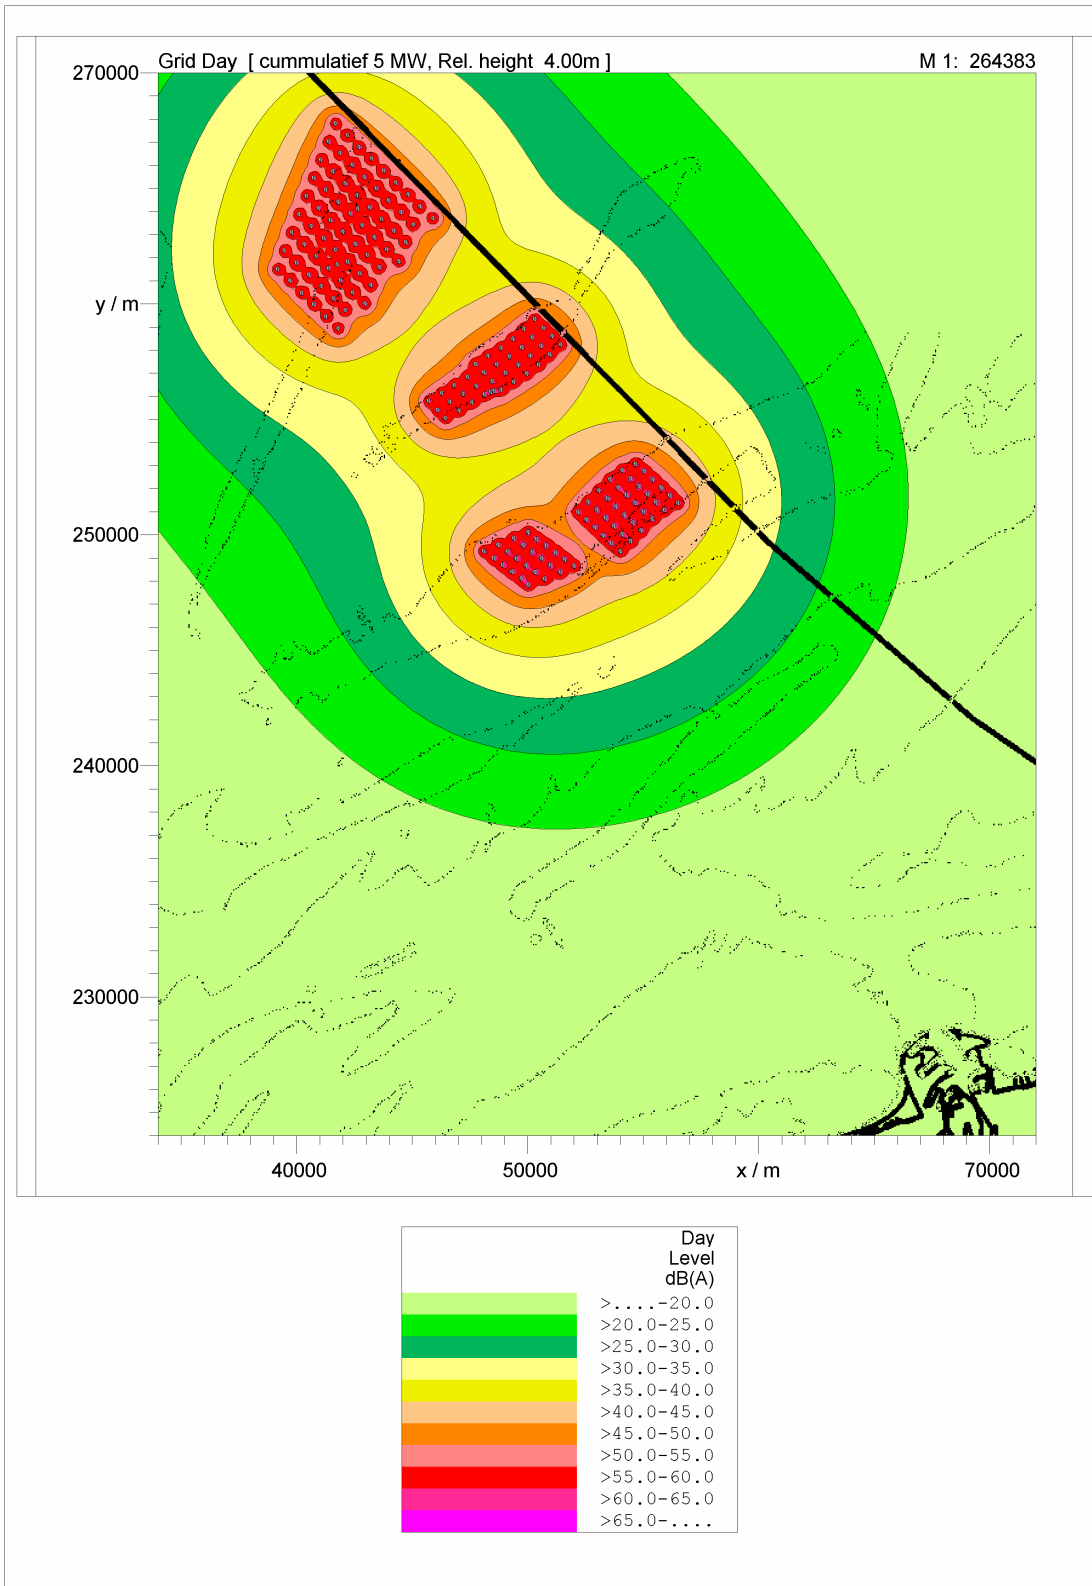 Grid Day [ cummulatief 5 MW, Rel. height 4.00m ] M 1: 264383
270000
y / m
250000
240000
230000
40000 50000 x / m 70000
Day
Level
dB(A)
>....-20.0
>20.0-25.0
>25.0-30.0
>30.0-35.0
>35.0-40.0
>40.0-45.0
>45.0-50.0
>50.0-55.0
>55.0-60.0
>60.0-65.0
>65.0-....